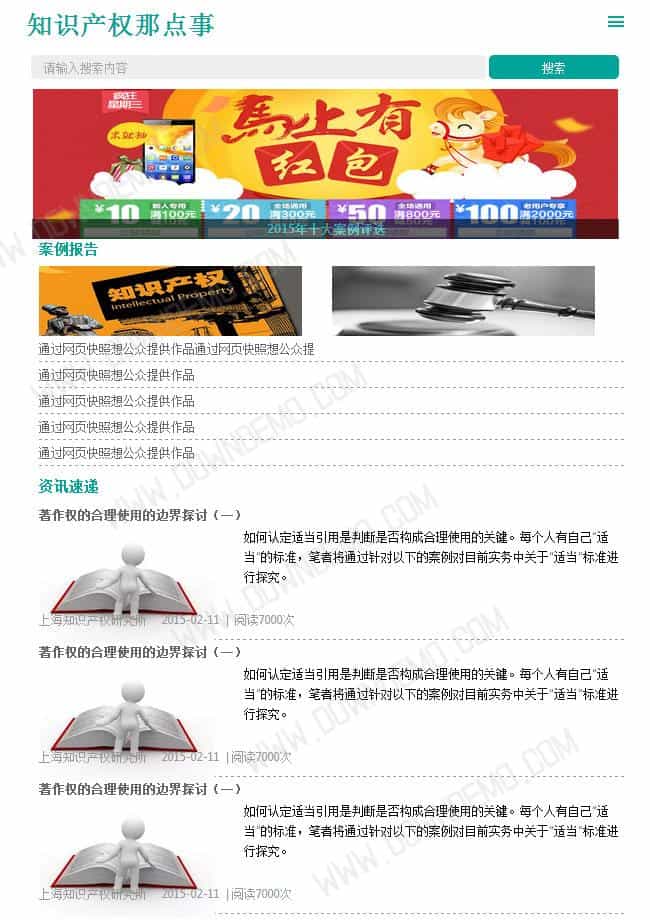 知识产权那点事
请输入搜索内容
搜索
疯狂
星期三
馬上有
红包
¥10 新人专用
满100元
¥20 全场通用
满300元
¥50 全场通用
满800元
¥100 老用户专享
满2000元
2015年十大案例评选
案例报告
知识产权
Intellectual Property
通过网页快照想公众提供作品通过网页快照想公众提
通过网页快照想公众提供作品
通过网页快照想公众提供作品
通过网页快照想公众提供作品
通过网页快照想公众提供作品
资讯速递
著作权的合理使用的边界探讨（一）
如何认定适当引用是判断是否构成合理使用的关键。每个人有自己“适
当”的标准，笔者将通过针对以下的案例对目前实务中关于“适当”标准进
行探究。
上海知识产权研究所 2015-02-11 | 阅读7000次
著作权的合理使用的边界探讨（一）
如何认定适当引用是判断是否构成合理使用的关键。每个人有自己“适
当”的标准，笔者将通过针对以下的案例对目前实务中关于“适当”标准进
行探究。
上海知识产权研究所 2015-02-11 | 阅读7000次
著作权的合理使用的边界探讨（一）
如何认定适当引用是判断是否构成合理使用的关键。每个人有自己“适
当”的标准，笔者将通过针对以下的案例对目前实务中关于“适当”标准进
行探究。
上海知识产权研究所 2015-02-11 | 阅读7000次
WWW.DOWNDEMO.COM
WWW.DOWNDEMO.COM
WWW.DOWNDEMO.COM
WWW.DOWNDEMO.COM
WWW.DOWNDEMO.COM